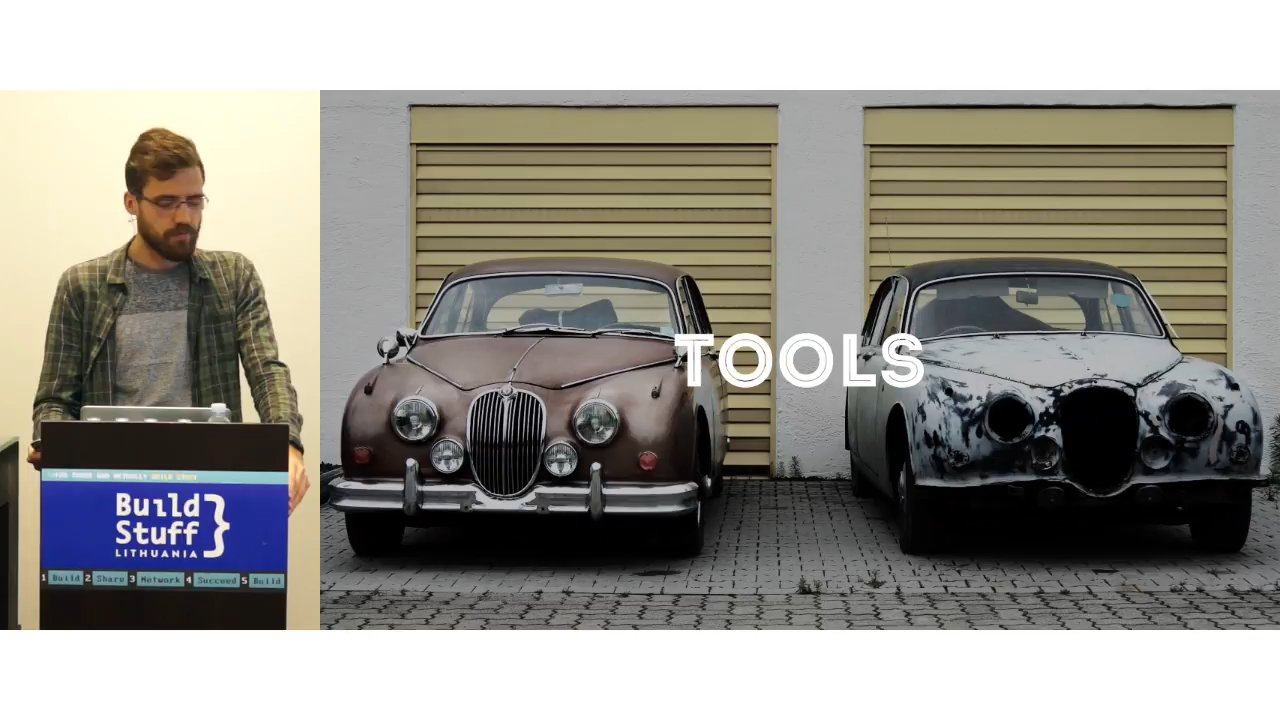 TOOLS
Build
Stuff
LITHUANIA
1 Build 2 Share 3 Network 4 Succeed 5 Build